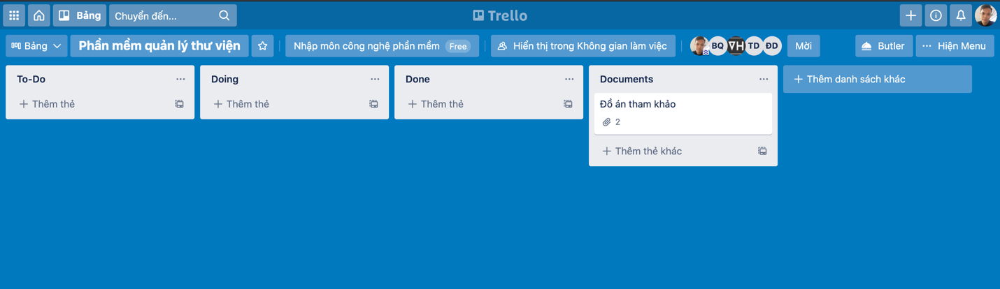 Bảng
Chuyển đến...
Trello
Bảng
Phần mềm quản lý thư viện
Nhập môn công nghệ phần mềm Free
Hiển thị trong Không gian làm việc
BQ
VH
TD
ĐD
Mời
Butler
··· Hiện Menu
To-Do
+ Thêm thẻ
Doing
+ Thêm thẻ
Done
+ Thêm thẻ
Documents
Đồ án tham khảo
2
+ Thêm thẻ khác
+ Thêm danh sách khác